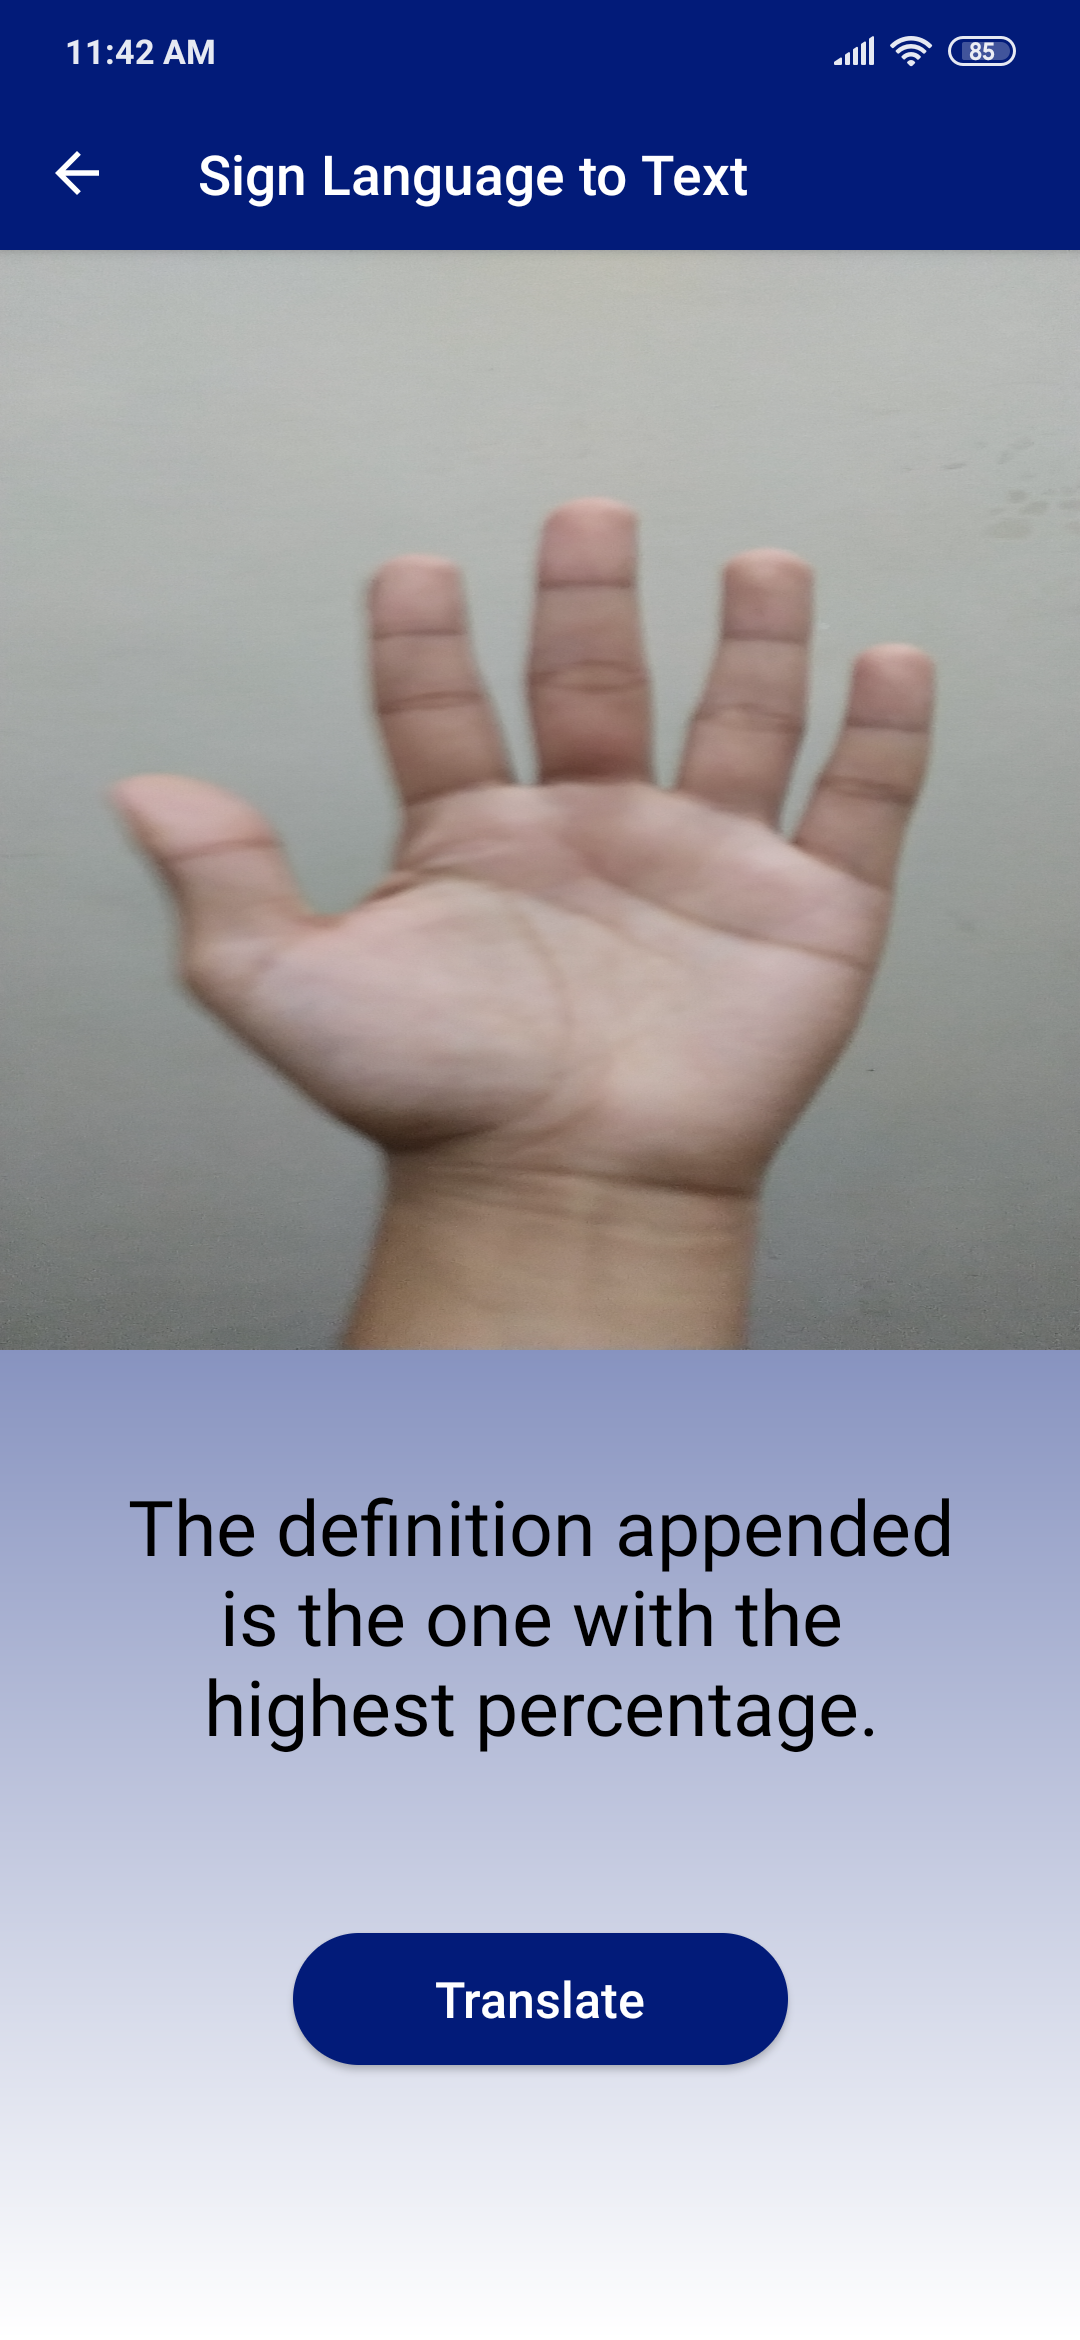 11:42 AM
85
Sign Language to Text
The definition appended
is the one with the
highest percentage.
Translate